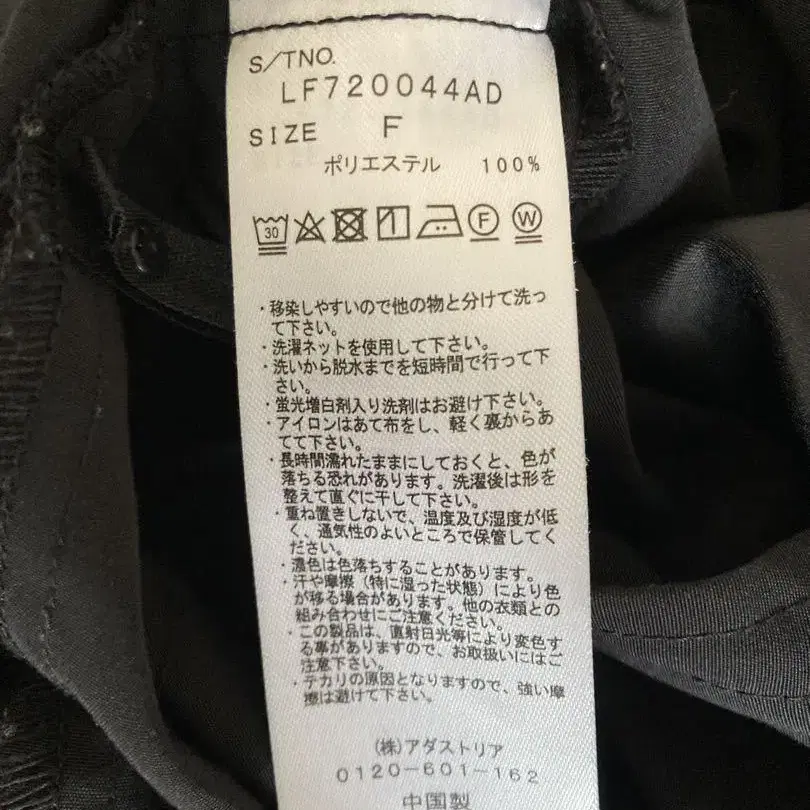 S/TNO.
LF720044AD
SIZE F
ポリエステル 100%
30 F W
・移染しやすいので他の物と分けて洗っ
て下さい。
・洗濯ネットを使用して下さい。
・洗いから脱水までを短時間で行って下
さい。
・蛍光増白剤入り洗剤はお避け下さい。
・アイロンはあて布をし、軽く裏からあ
てて下さい。
・長時間濡れたままにしておくと、色が
落ちる恐れがあります。洗濯後は形を
整えて直ぐに干して下さい。
・重ね置きしないで、温度及び湿度が低
く、通気性のよいところで保管してく
ださい。
・濃色は色落ちすることがあります。
・汗や摩擦（特に湿った状態）により色
が移る場合があります。他の衣類との
組み合わせにご注意ください。
・この製品は、直射日光等により変色す
る事がありますので、お取扱いにはご
注意下さい。
・テカリの原因となりますので、強い摩
擦は避けて下さい。
(株)アダストリア
0120-601-162
中国製